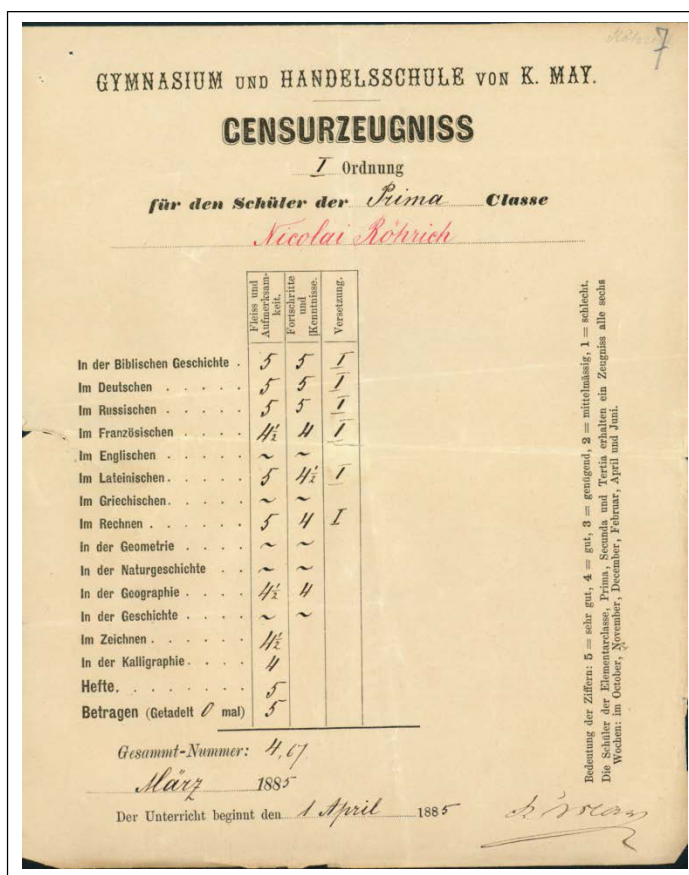 7
GYMNASIUM UND HANDELSSCHULE VON K. MAY.
CENSURZEUGNISS
I Ordnung
für den Schüler der Prima Classe
Nicolai Röhrich
Fleiss und Aufmerksam-keit.
Fortschritte und [Kenntnisse.
Versetzung.
In der Biblischen Geschichte . 5 5 I
Im Deutschen . . . . . 5 5 I
Im Russischen . . . . . 5 5 I
Im Französischen . . . . 4½ 4 I
Im Englischen . . . . . ~ ~
Im Lateinischen . . . . . 5 4½ I
Im Griechischen. . . . . ~ ~
Im Rechnen . . . . . . 5 4 I
In der Geometrie . . . . ~ ~
In der Naturgeschichte . . ~ ~
In der Geographie . . . . 4½ 4
In der Geschichte . . . . ~ ~
Im Zeichnen . . . . . . 4½
In der Kalligraphie . . . . 4
Hefte. . . . . . . . 5
Betragen (Getadelt 0 mal) 5
Gesammt-Nummer: 4,67
März 1885
Der Unterricht beginnt den 1 April 1885
Bedeutung der Ziffern: 5 = sehr gut, 4 = gut, 3 = genügend, 2 = mittelmässig, 1 = schlecht.
Die Schüler der Elementarclasse, Prima, Secunda und Tertia erhalten ein Zeugniss alle sechs
Wochen: im October, November, December, Februar, April und Juni.